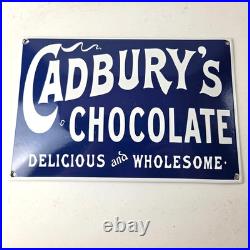 CADBURY'S
CHOCOLATE
DELICIOUS and WHOLESOME.